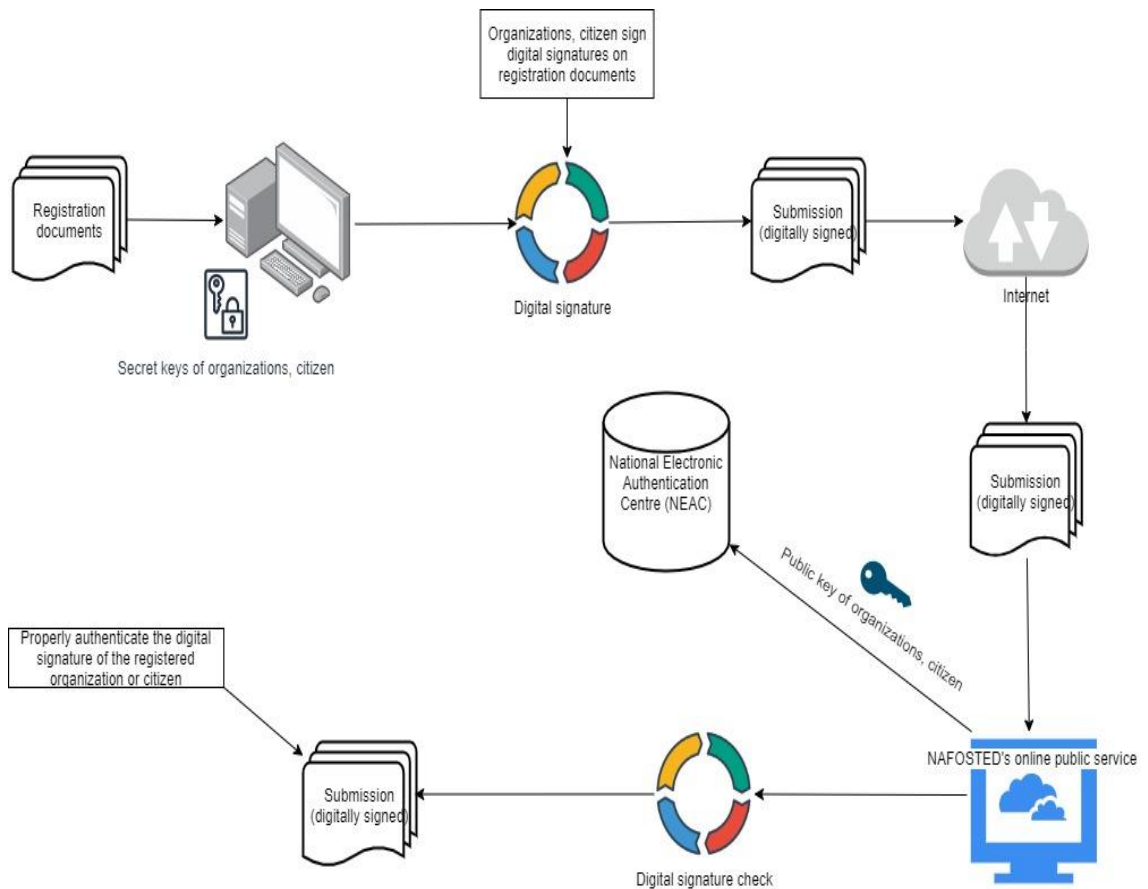 Organizations, citizen sign
digital signatures on
registration documents
Registration
documents
Submission
(digitally signed)
Digital signature
Internet
Secret keys of organizations, citizen
National Electronic
Authentication
Centre (NEAC)
Submission
(digitally signed)
Public key of organizations, citizen
Properly authenticate the digital
signature of the registered
organization or citizen
NAFOSTED's online public service
Submission
(digitally signed)
Digital signature check